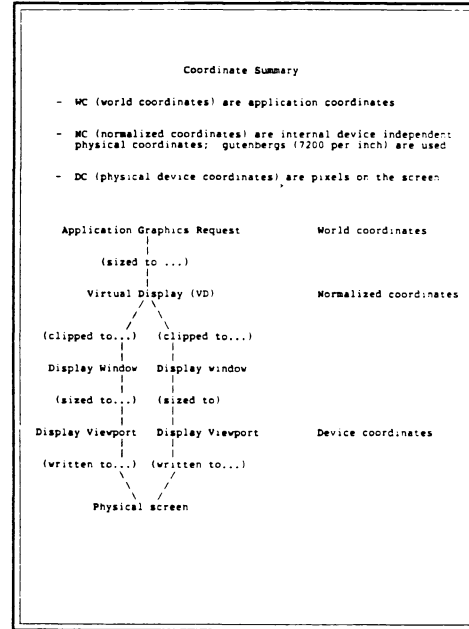 Coordinate Summary
- WC (world coordinates) are application coordinates
- NC (normalized coordinates) are internal device independent
physical coordinates; gutenbergs (7200 per inch) are used
- DC (physical device coordinates) are pixels on the screen
Application Graphics Request World coordinates
(sized to ...)
Virtual Display (VD) Normalized coordinates
(clipped to...) (clipped to...)
Display Window Display window
(sized to...) (sized to)
Display Viewport Display Viewport Device coordinates
(written to...) (written to...)
Physical screen